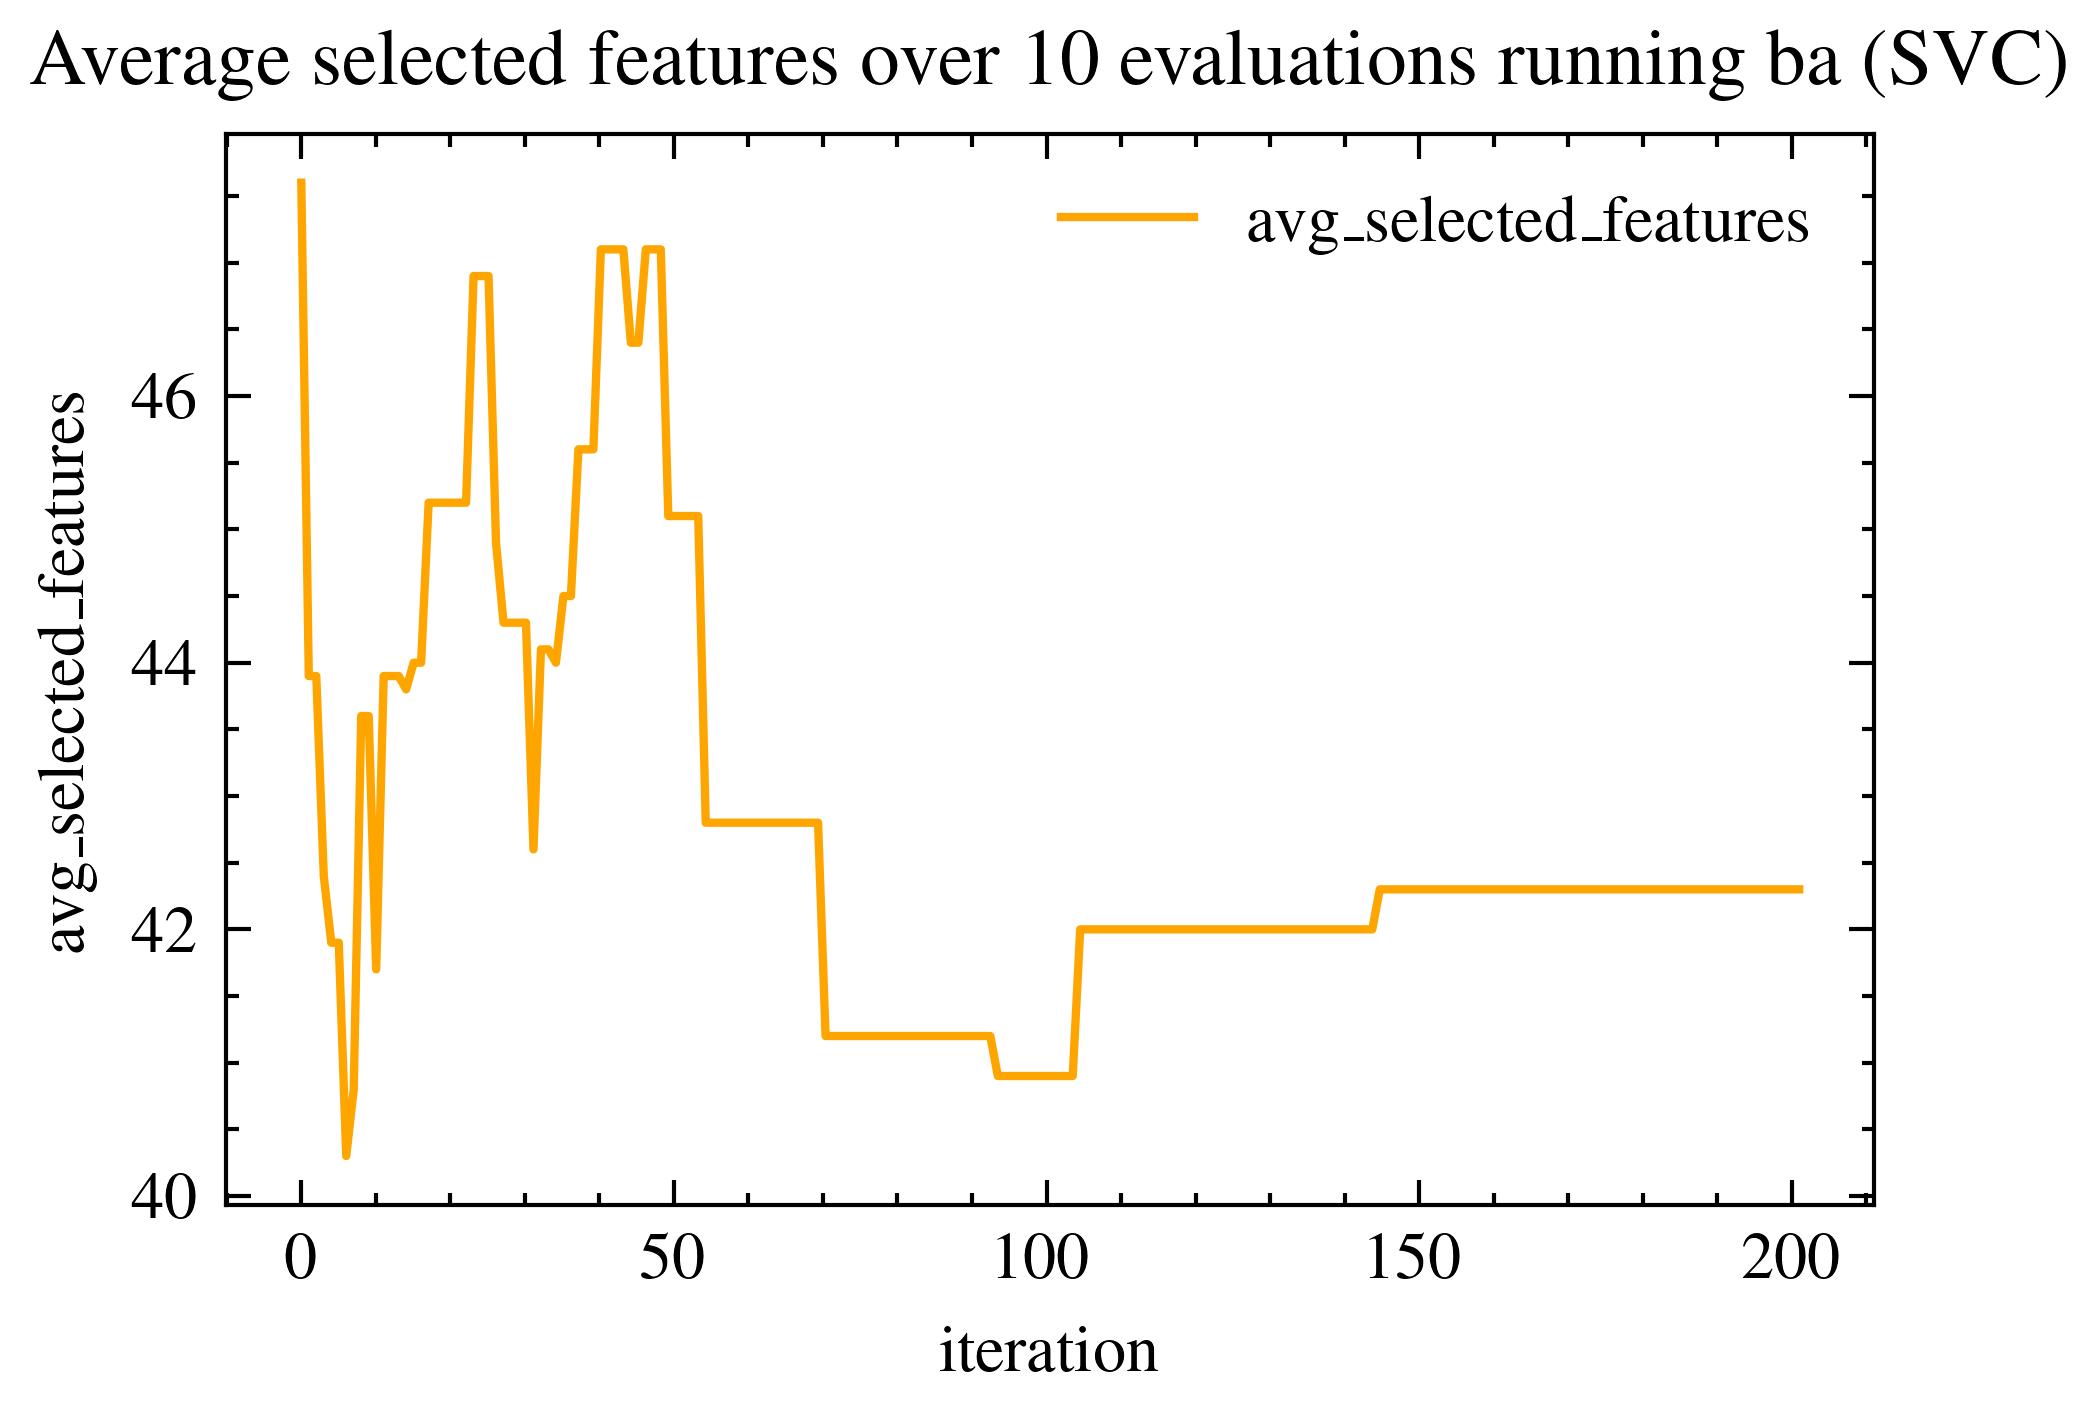 Average selected features over 10 evaluations running ba (SVC)
avg_selected_features
avg_selected_features
46
44
42
40
0 50 100 150 200
iteration